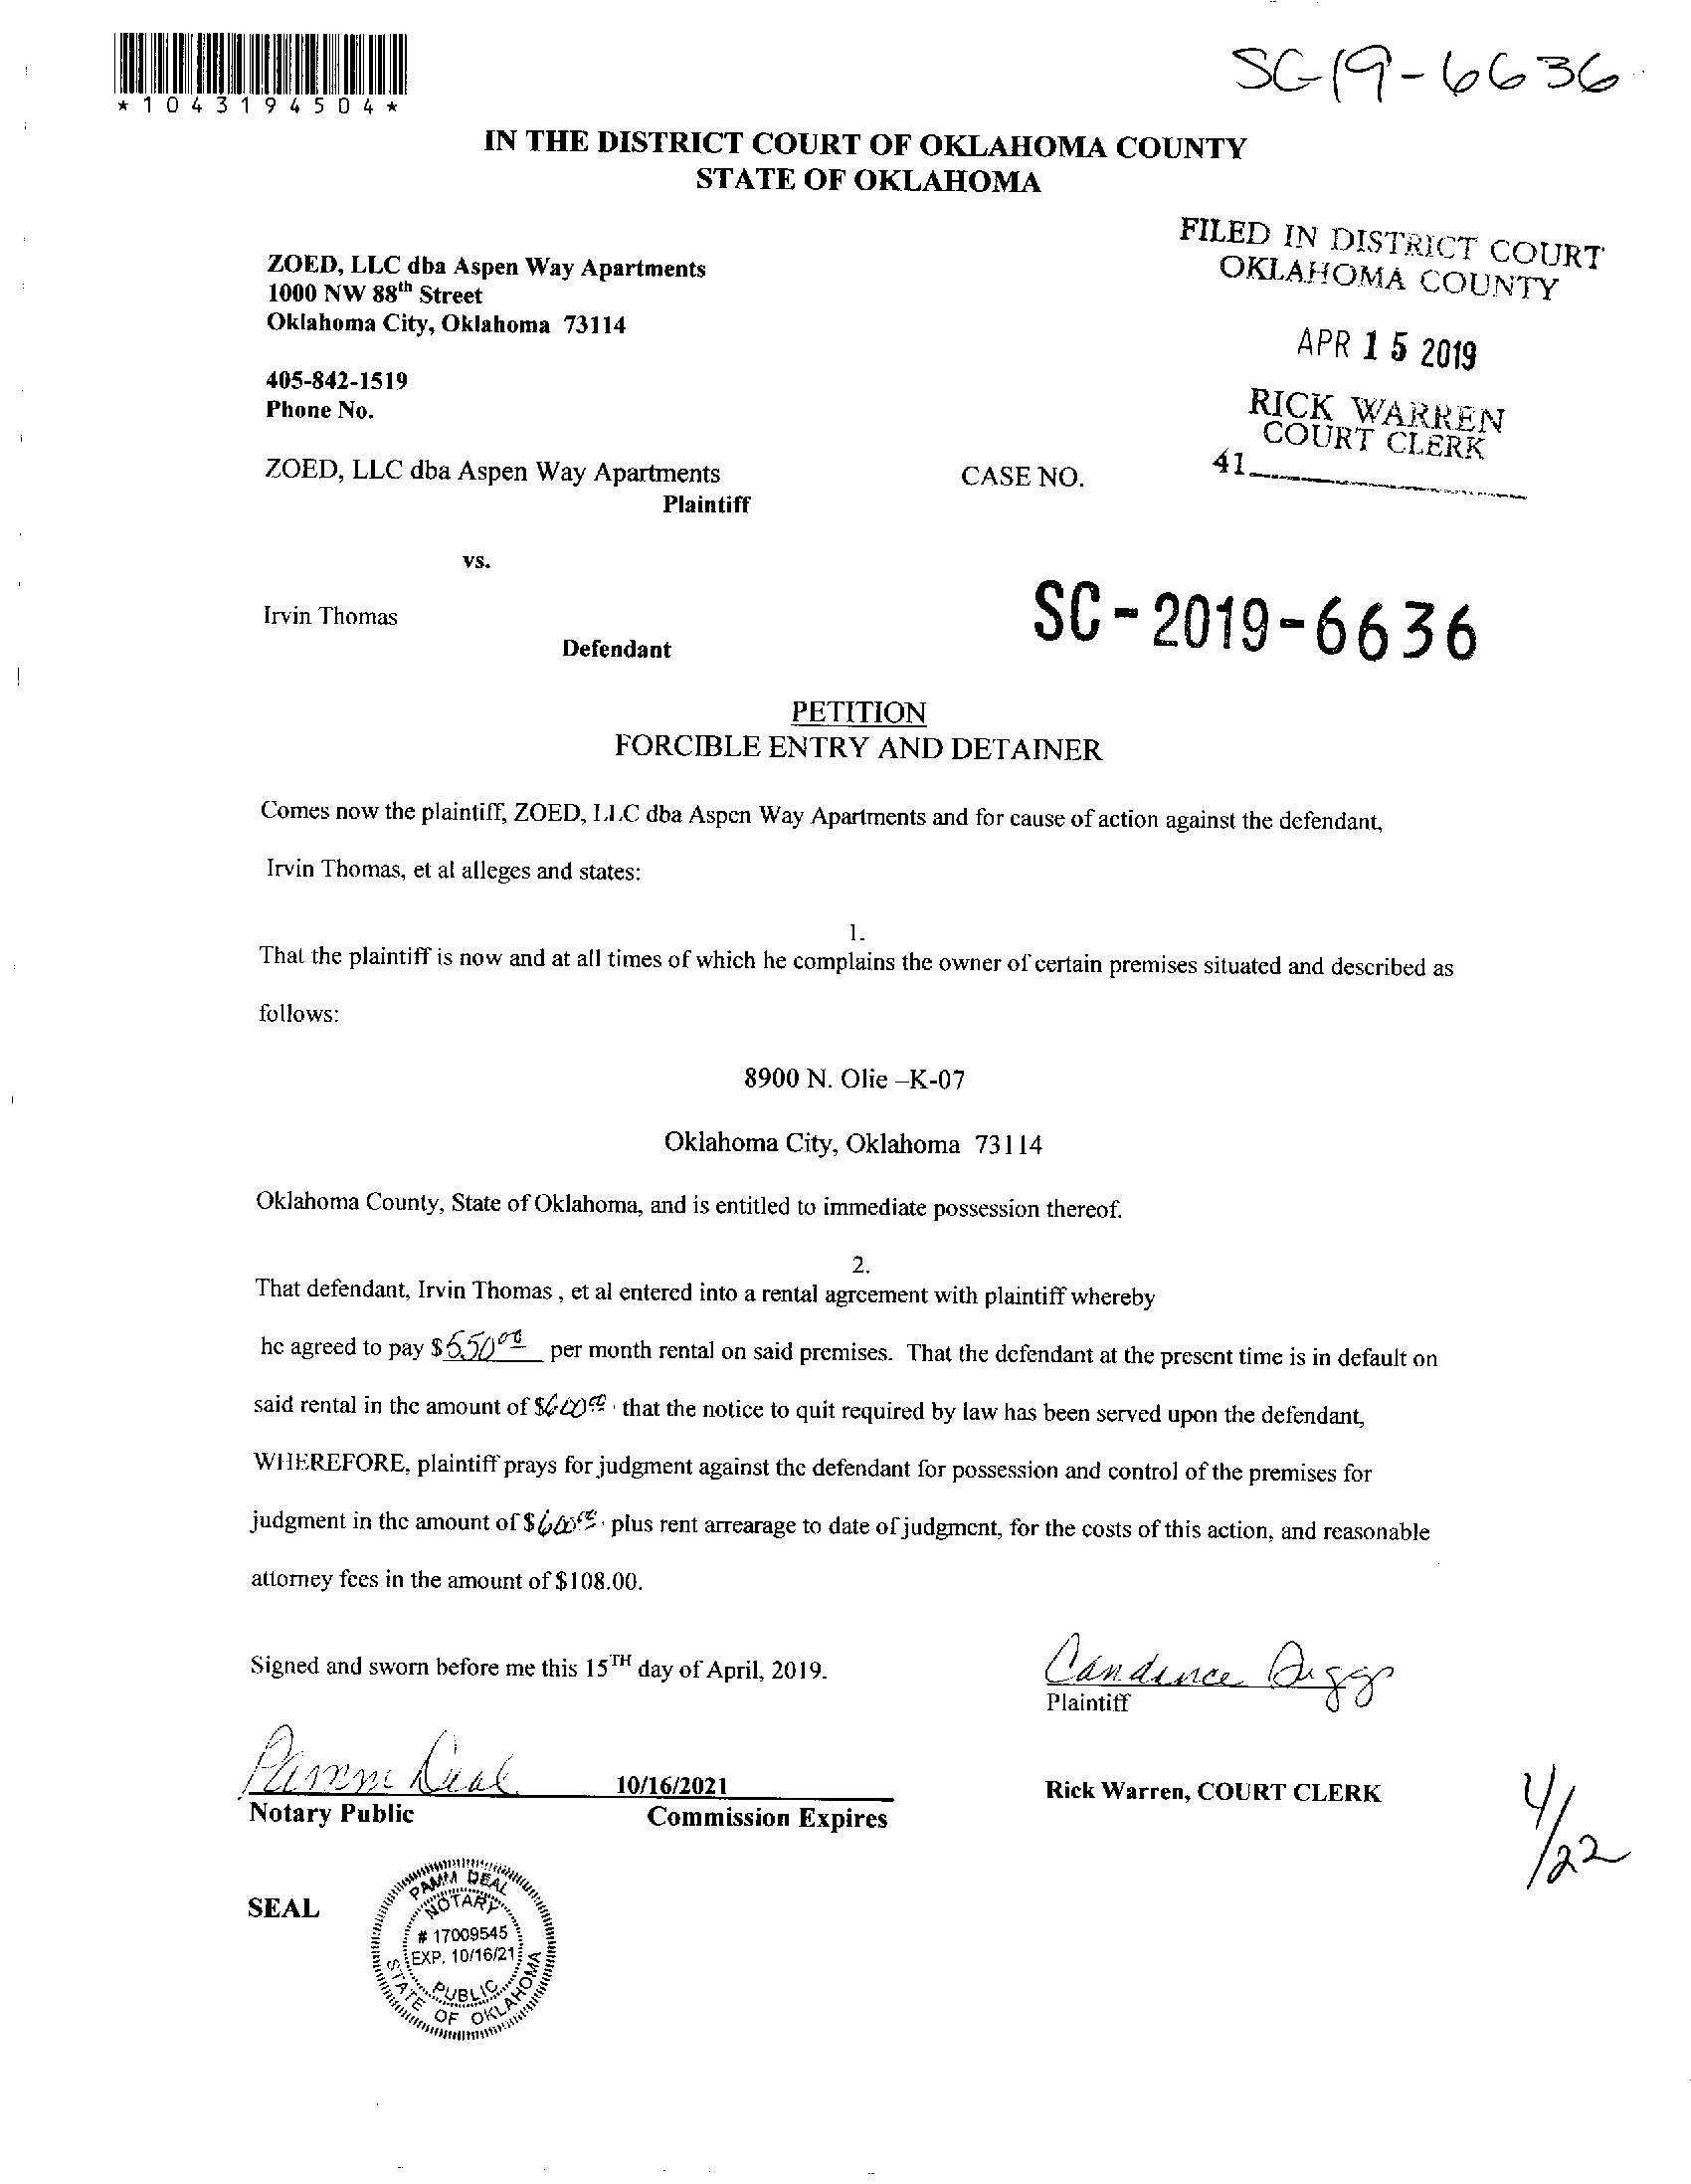 *1043194504*
SC-19-6636
IN THE DISTRICT COURT OF OKLAHOMA COUNTY
STATE OF OKLAHOMA
FILED IN DISTRICT COURT
OKLAHOMA COUNTY
APR 15 2019
RICK WARREN
COURT CLERK
41
ZOED, LLC dba Aspen Way Apartments
1000 NW 88th Street
Oklahoma City, Oklahoma 73114
405-842-1519
Phone No.
ZOED, LLC dba Aspen Way Apartments
Plaintiff
CASE NO.
vs.
Irvin Thomas
Defendant
SC-2019-6636
PETITION
FORCIBLE ENTRY AND DETAINER
Comes now the plaintiff, ZOED, LLC dba Aspen Way Apartments and for cause of action against the defendant,
Irvin Thomas, et al alleges and states:
1.
That the plaintiff is now and at all times of which he complains the owner of certain premises situated and described as
follows:
8900 N. Olie –K-07
Oklahoma City, Oklahoma 73114
Oklahoma County, State of Oklahoma, and is entitled to immediate possession thereof.
2.
That defendant, Irvin Thomas , et al entered into a rental agreement with plaintiff whereby
he agreed to pay $550.00 per month rental on said premises. That the defendant at the present time is in default on
said rental in the amount of $600.00 that the notice to quit required by law has been served upon the defendant,
WHEREFORE, plaintiff prays for judgment against the defendant for possession and control of the premises for
judgment in the amount of $600.00 plus rent arrearage to date of judgment, for the costs of this action, and reasonable
attorney fees in the amount of $108.00.
Signed and sworn before me this 15TH day of April, 2019.
Candence Diggs
Plaintiff
Pamm Deal
10/16/2021
Notary Public
Commission Expires
Rick Warren, COURT CLERK
4/22
SEAL
PAMM DEAL
NOTARY
# 17009545
EXP. 10/16/21
PUBLIC
STATE OF OKLAHOMA